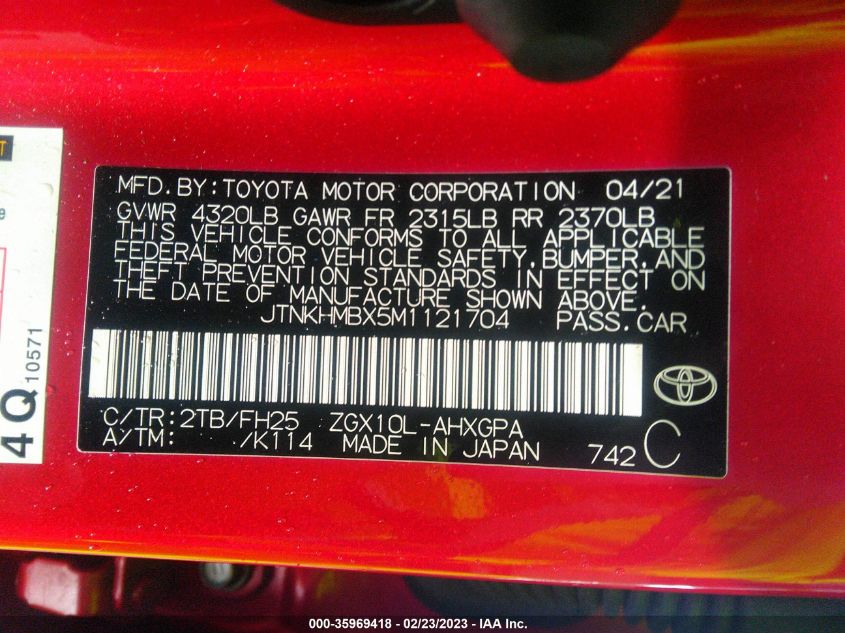 MFD. BY: TOYOTA MOTOR CORPORATION 04/21
GVWR 4320LB GAWR FR 2315LB RR 2370LB
THIS VEHICLE CONFORMS TO ALL APPLICABLE
FEDERAL MOTOR VEHICLE SAFETY, BUMPER, AND
THEFT PREVENTION STANDARDS IN EFFECT ON
THE DATE OF MANUFACTURE SHOWN ABOVE.
JTNKHMBX5M1121704 PASS. CAR
C/TR: 2TB/FH25 ZGX10L-AHXGPA
A/TM: /K114 MADE IN JAPAN 742 C
4Q 10571
000-35969418 - 02/23/2023 - IAA Inc.